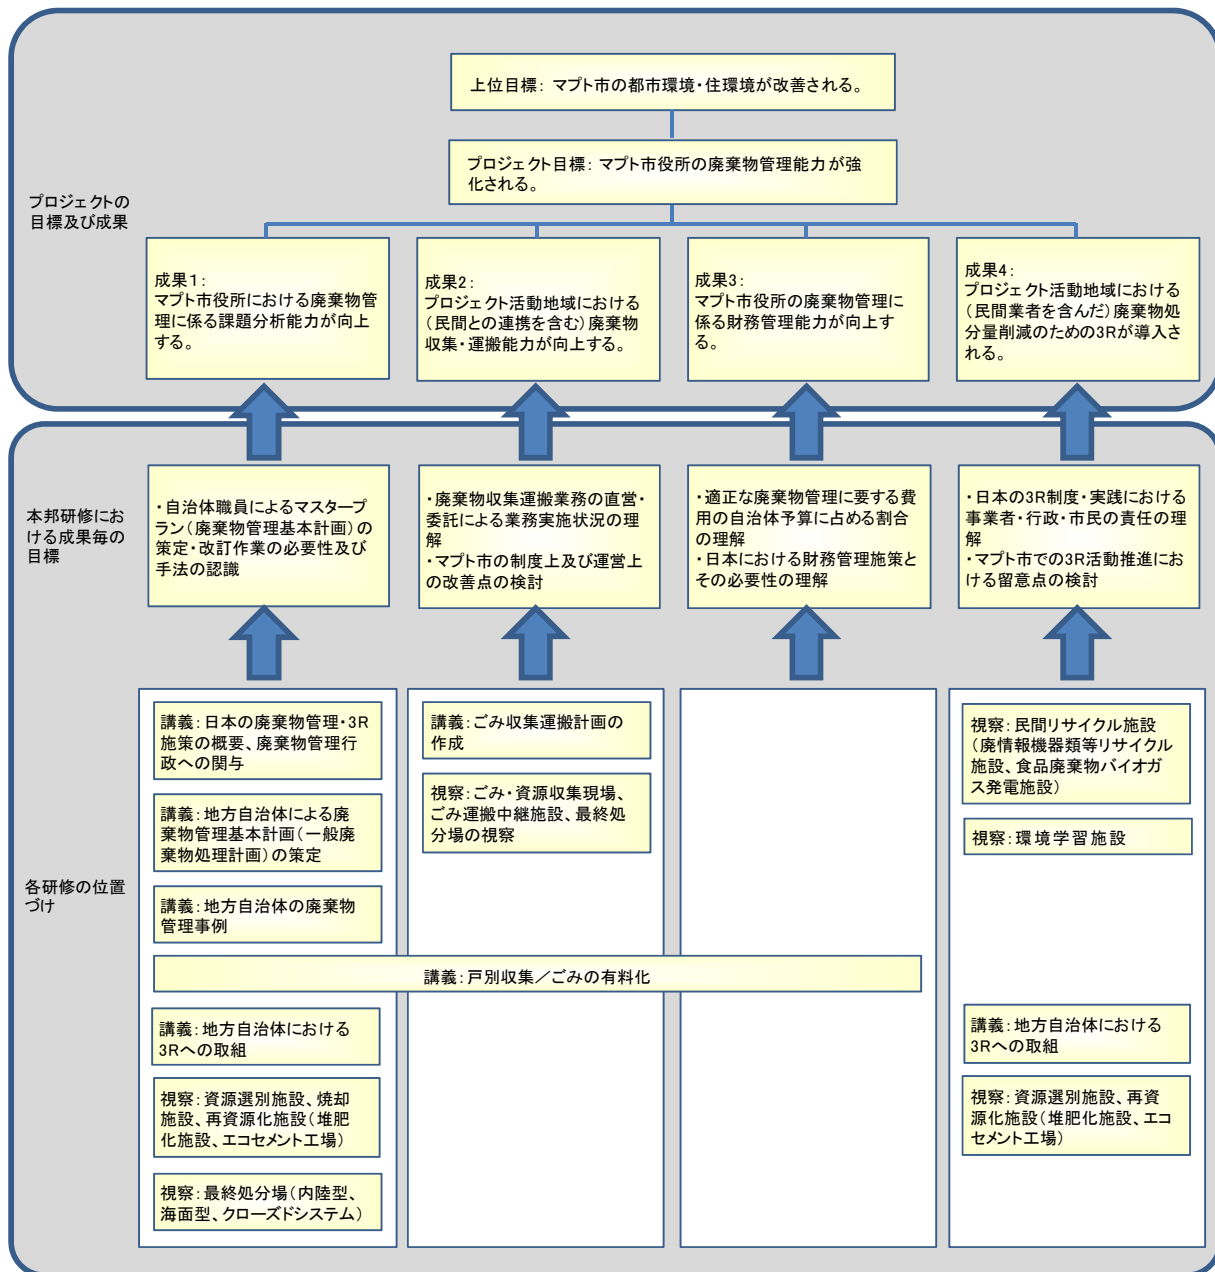 上位目標： マプト市の都市環境・住環境が改善される。
プロジェクト目標： マプト市役所の廃棄物管理能力が強
化される。
プロジェクトの
目標及び成果
成果１：
マプト市役所における廃棄物管
理に係る課題分析能力が向上
する。
成果2：
プロジェクト活動地域における
（民間との連携を含む）廃棄物
収集・運搬能力が向上する。
成果3：
マプト市役所の廃棄物管理に
係る財務管理能力が向上す
る。
成果4：
プロジェクト活動地域における
（民間業者を含んだ）廃棄物処
分量削減のための3Rが導入さ
れる。
本邦研修にお
ける成果毎の
目標
・自治体職員によるマスタープ
ラン（廃棄物管理基本計画）の
策定・改訂作業の必要性及び
手法の認識
・廃棄物収集運搬業務の直営・
委託による業務実施状況の理
解
・マプト市の制度上及び運営上
の改善点の検討
・適正な廃棄物管理に要する費
用の自治体予算に占める割合
の理解
・日本における財務管理施策と
その必要性の理解
・日本の3R制度・実践における
事業者・行政・市民の責任の理
解
・マプト市での3R活動推進にお
ける留意点の検討
各研修の位置
づけ
講義：日本の廃棄物管理・3R
施策の概要、廃棄物管理行
政への関与
講義：地方自治体による廃
棄物管理基本計画（一般廃
棄物処理計画）の策定
講義：地方自治体の廃棄物
管理事例
講義：ごみ収集運搬計画の
作成
視察：ごみ・資源収集現場、
ごみ運搬中継施設、最終処
分場の視察
視察：民間リサイクル施設
（廃情報機器類等リサイクル
施設、食品廃棄物バイオガ
ス発電施設）
視察：環境学習施設
講義：戸別収集／ごみの有料化
講義：地方自治体における
3Rへの取組
視察：資源選別施設、焼却
施設、再資源化施設（堆肥
化施設、エコセメント工場）
視察：最終処分場（内陸型、
海面型、クローズドシステム）
講義：地方自治体における
3Rへの取組
視察：資源選別施設、再資
源化施設（堆肥化施設、エコ
セメント工場）